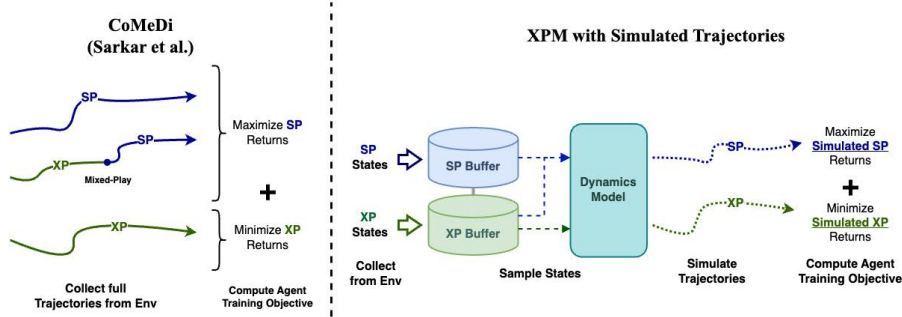 CoMeDi
(Sarkar et al.)
SP
SP
XP
Mixed-Play
XP
Maximize SP
Returns
+
Minimize XP
Returns
Collect full
Trajectories from Env
Compute Agent
Training Objective
XPM with Simulated Trajectories
SP
States
XP
States
SP Buffer
XP Buffer
Dynamics
Model
SP
XP
Maximize
Simulated SP
Returns
+
Minimize
Simulated XP
Returns
Collect
from Env
Sample States
Simulate
Trajectories
Compute Agent
Training Objective